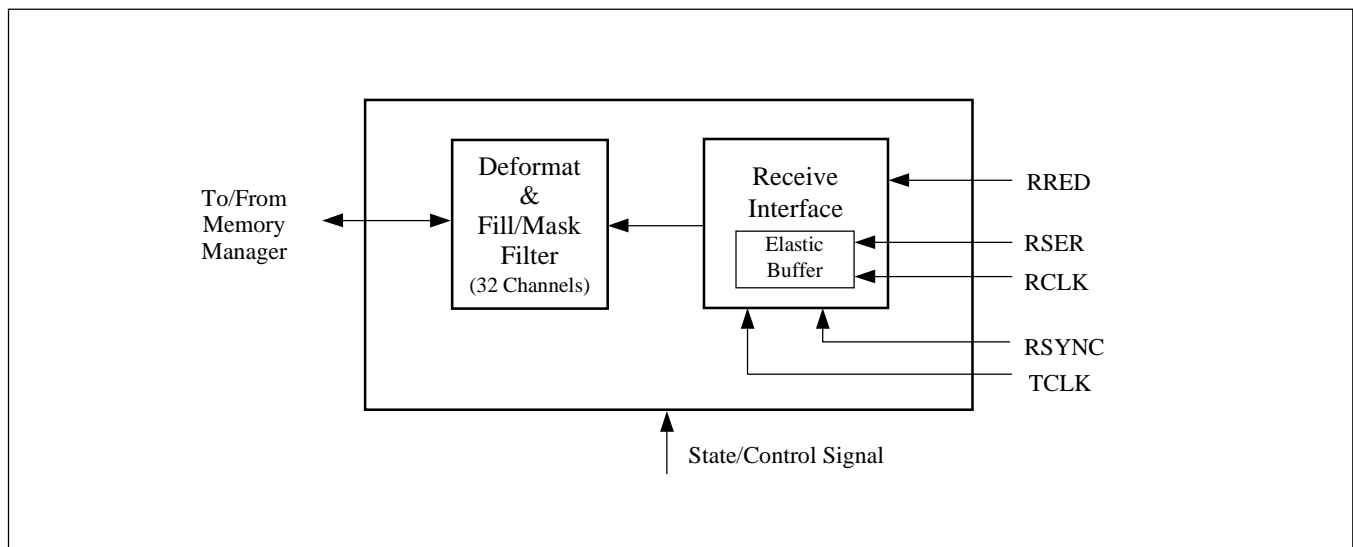 To/From
Memory
Manager
Deformat
&
Fill/Mask
Filter
(32 Channels)
Receive
Interface
Elastic
Buffer
RRED
RSER
RCLK
RSYNC
TCLK
State/Control Signal